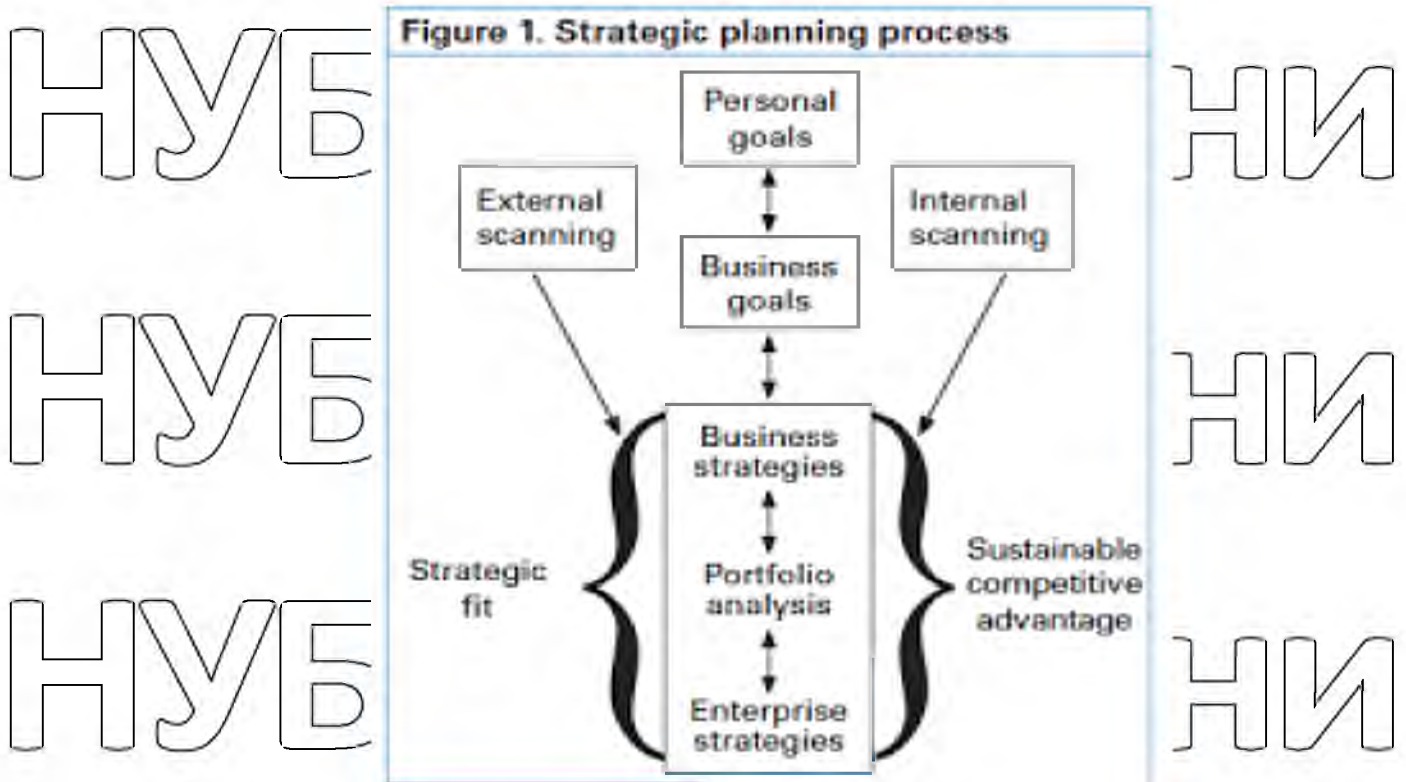 Figure 1. Strategic planning process
Personal
goals
External
scanning
Internal
scanning
Business
goals
Business
strategies
Strategic
fit
Portfolio
analysis
Sustainable
competitive
advantage
Enterprise
strategies
НУБ
НИ
НУБ
НИ
НУБ
НИ